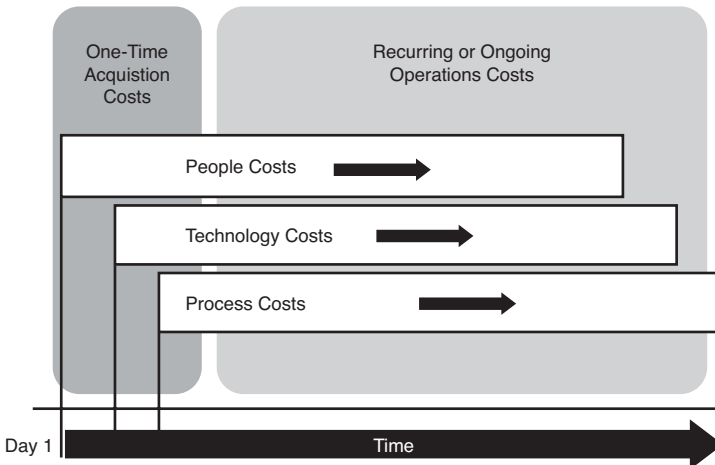 One-Time
Acquistion
Costs
Recurring or Ongoing
Operations Costs
People Costs
Technology Costs
Process Costs
Day 1
Time